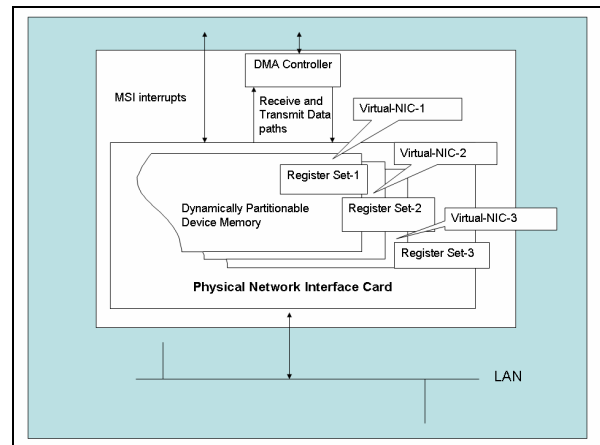 DMA Controller
MSI interrupts
Receive and
Transmit Data
paths
Virtual-NIC-1
Virtual-NIC-2
Register Set-1
Dynamically Partitionable
Device Memory
Register Set-2
Virtual-NIC-3
Register Set-3
Physical Network Interface Card
LAN